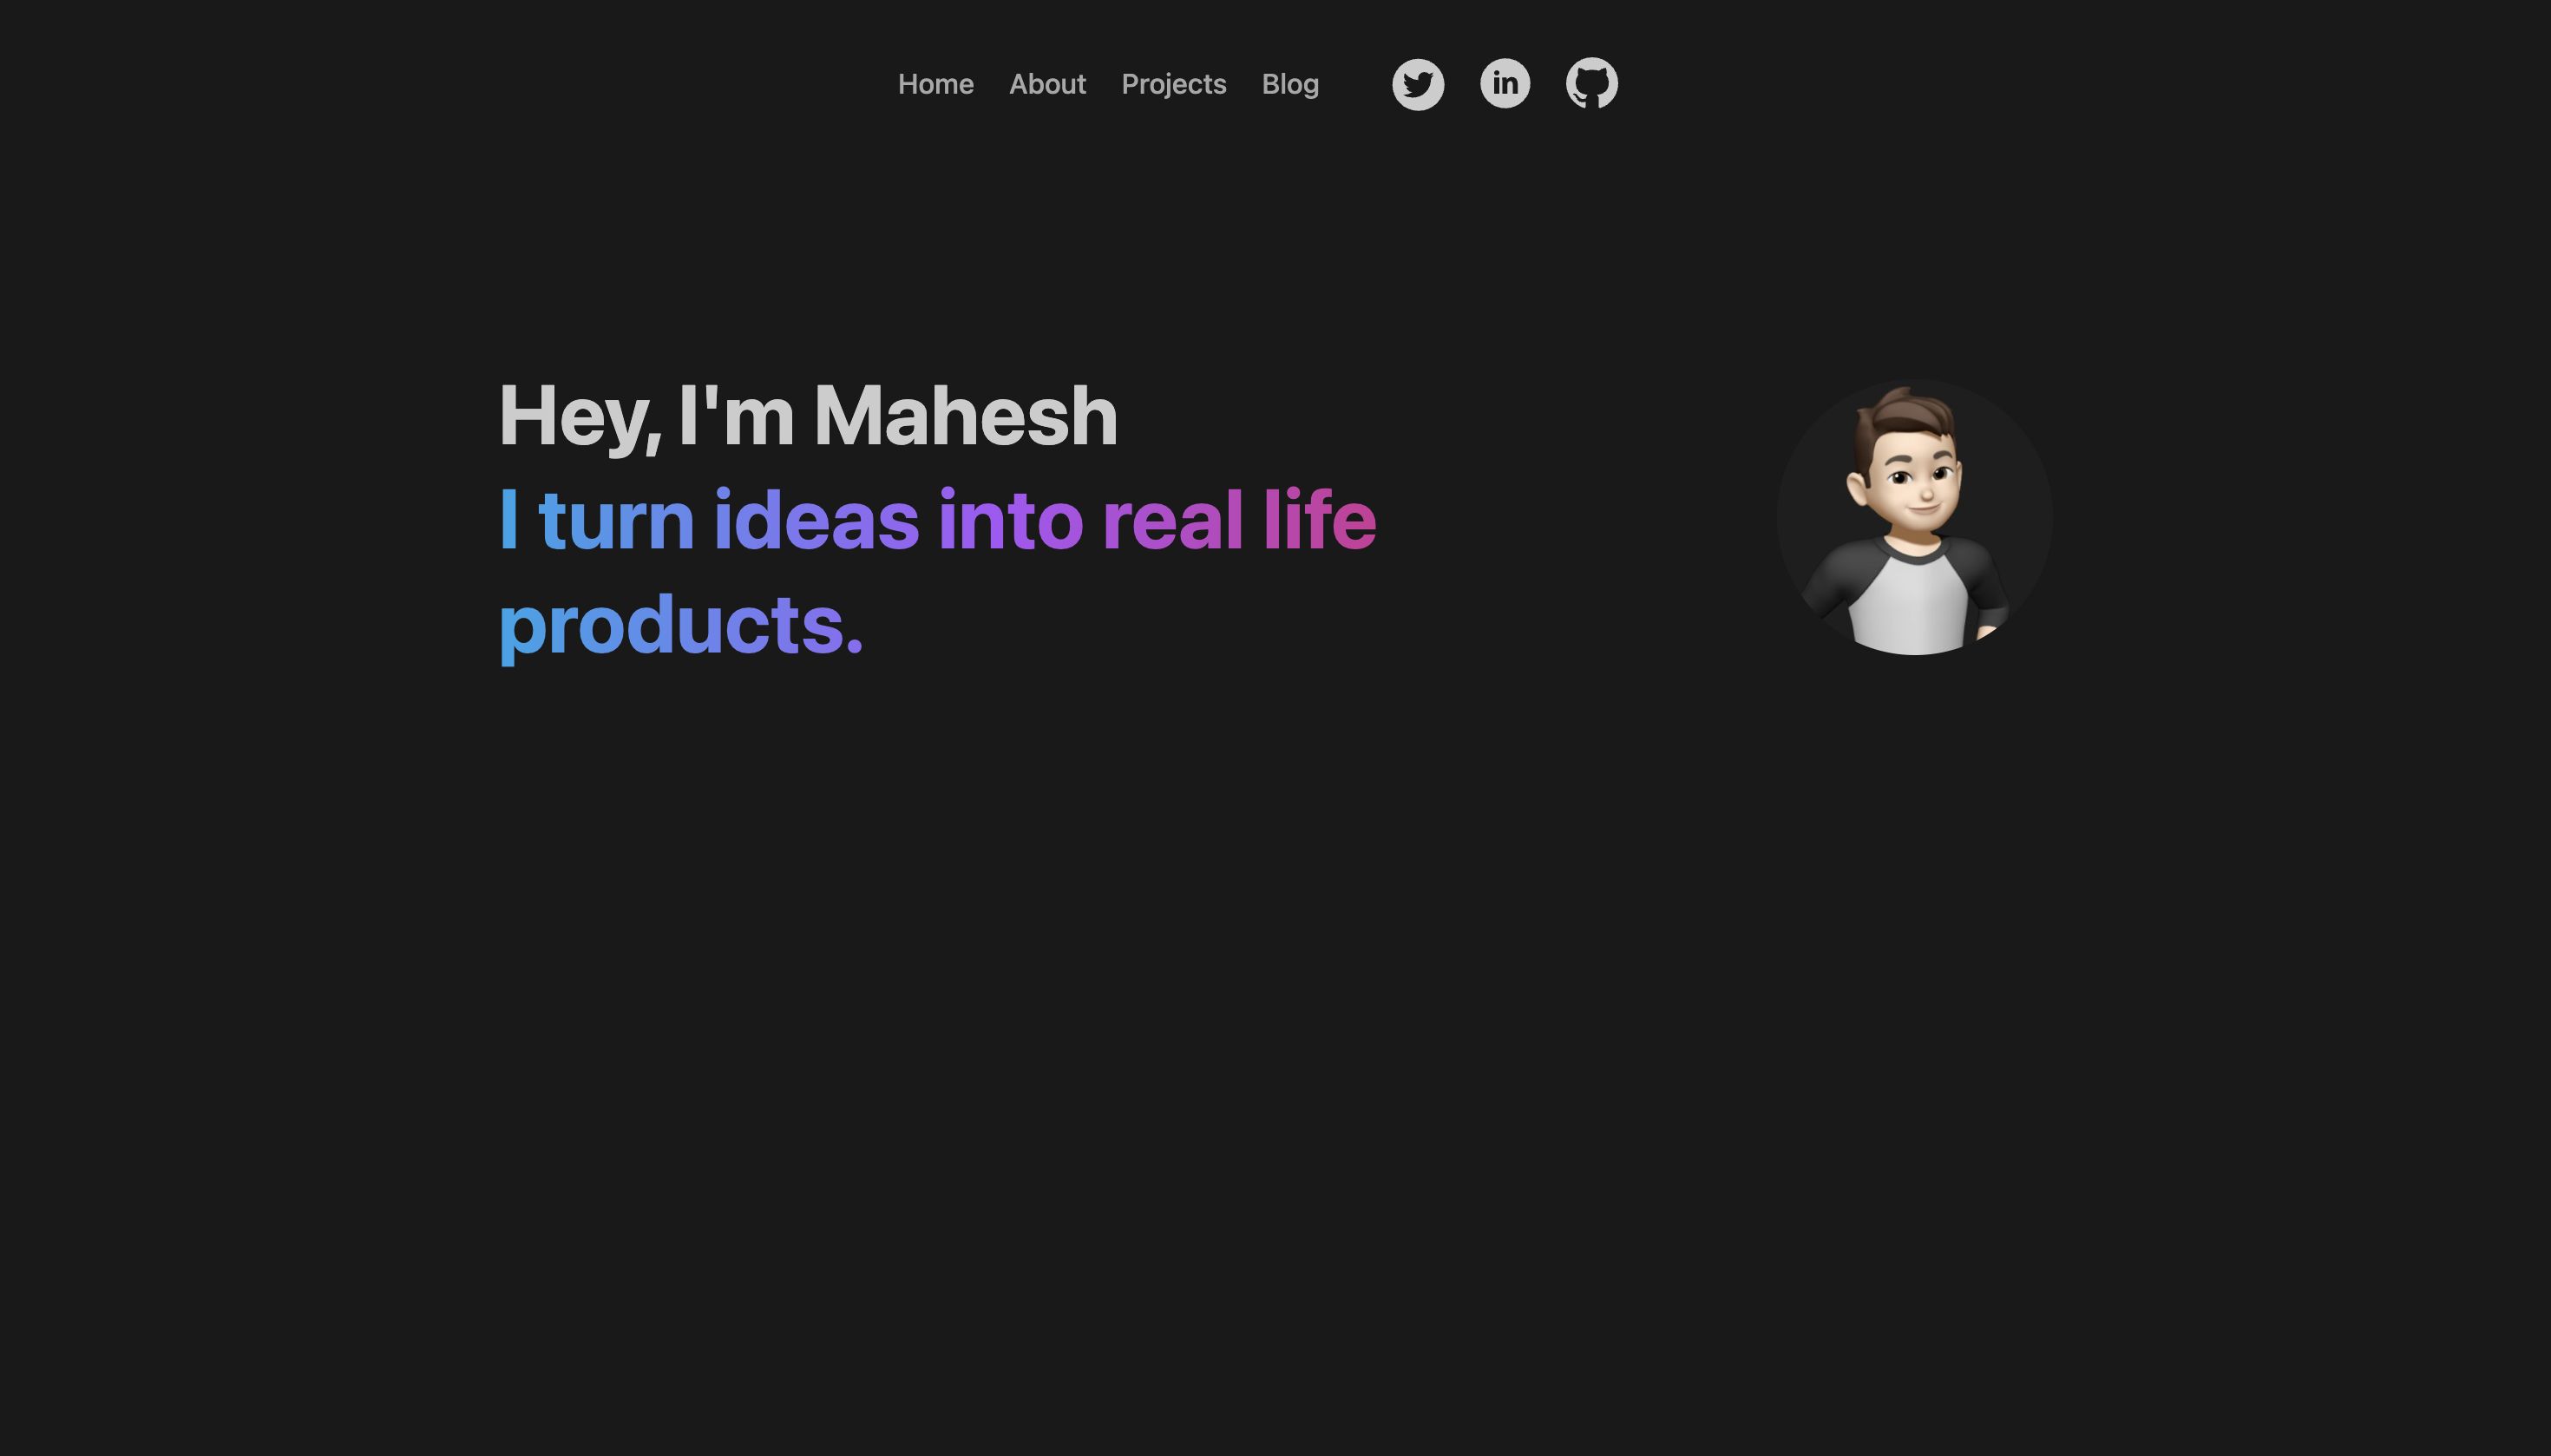 Home About Projects Blog in
Hey, I'm Mahesh
I turn ideas into real life
products.